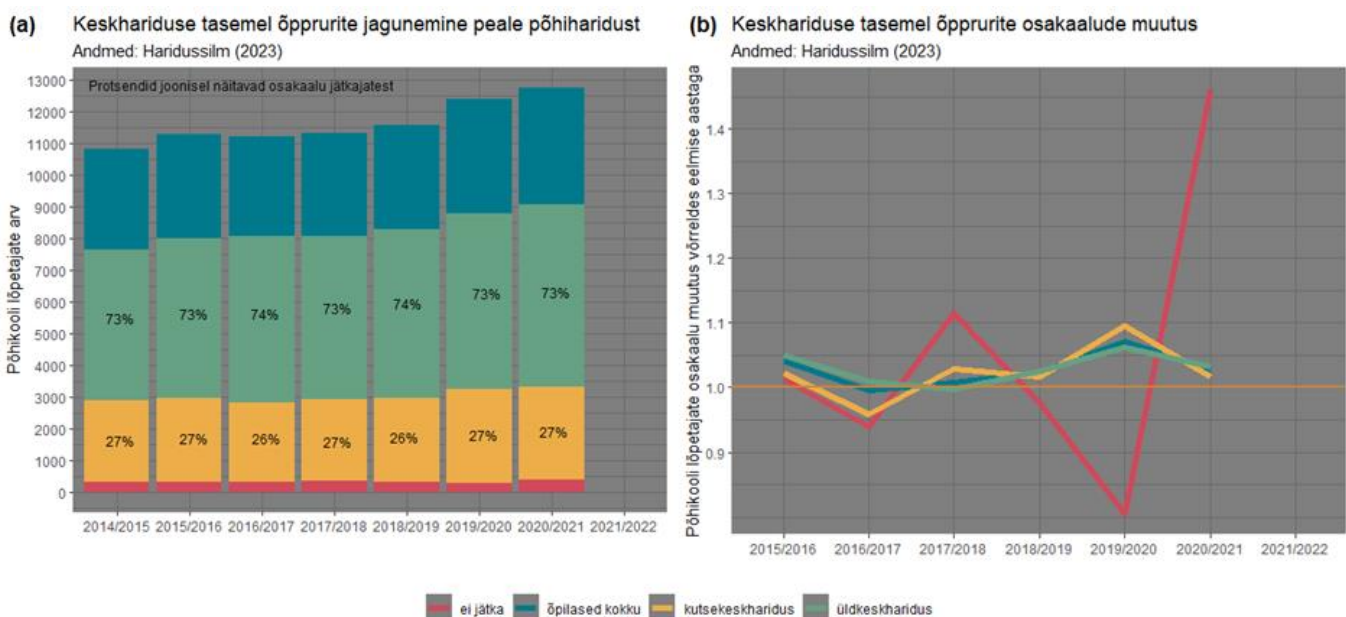 (a) Keskhariduse tasemel õpprurite jagunemine peale põhiharidust
Andmed: Haridussilm (2023)
Protsendid joonisel näitavad osakaalu jätkajatest
Põhikooli lõpetajate arv
13000
12000
11000
10000
9000
8000
7000
6000
5000
4000
3000
2000
1000
0
73% 73% 74% 73% 74% 73% 73%
27% 27% 26% 27% 26% 27% 27%
2014/2015 2015/2016 2016/2017 2017/2018 2018/2019 2019/2020 2020/2021 2021/2022
(b) Keskhariduse tasemel õpprurite osakaalude muutus
Andmed: Haridussilm (2023)
Põhikooli lõpetajate osakaalu muutus võrreldes eelmise aastaga
1.4
1.3
1.2
1.1
1.0
0.9
2015/2016 2016/2017 2017/2018 2018/2019 2019/2020 2020/2021 2021/2022
ei jätka õpilased kokku kutsekeskharidus üldkeskharidus